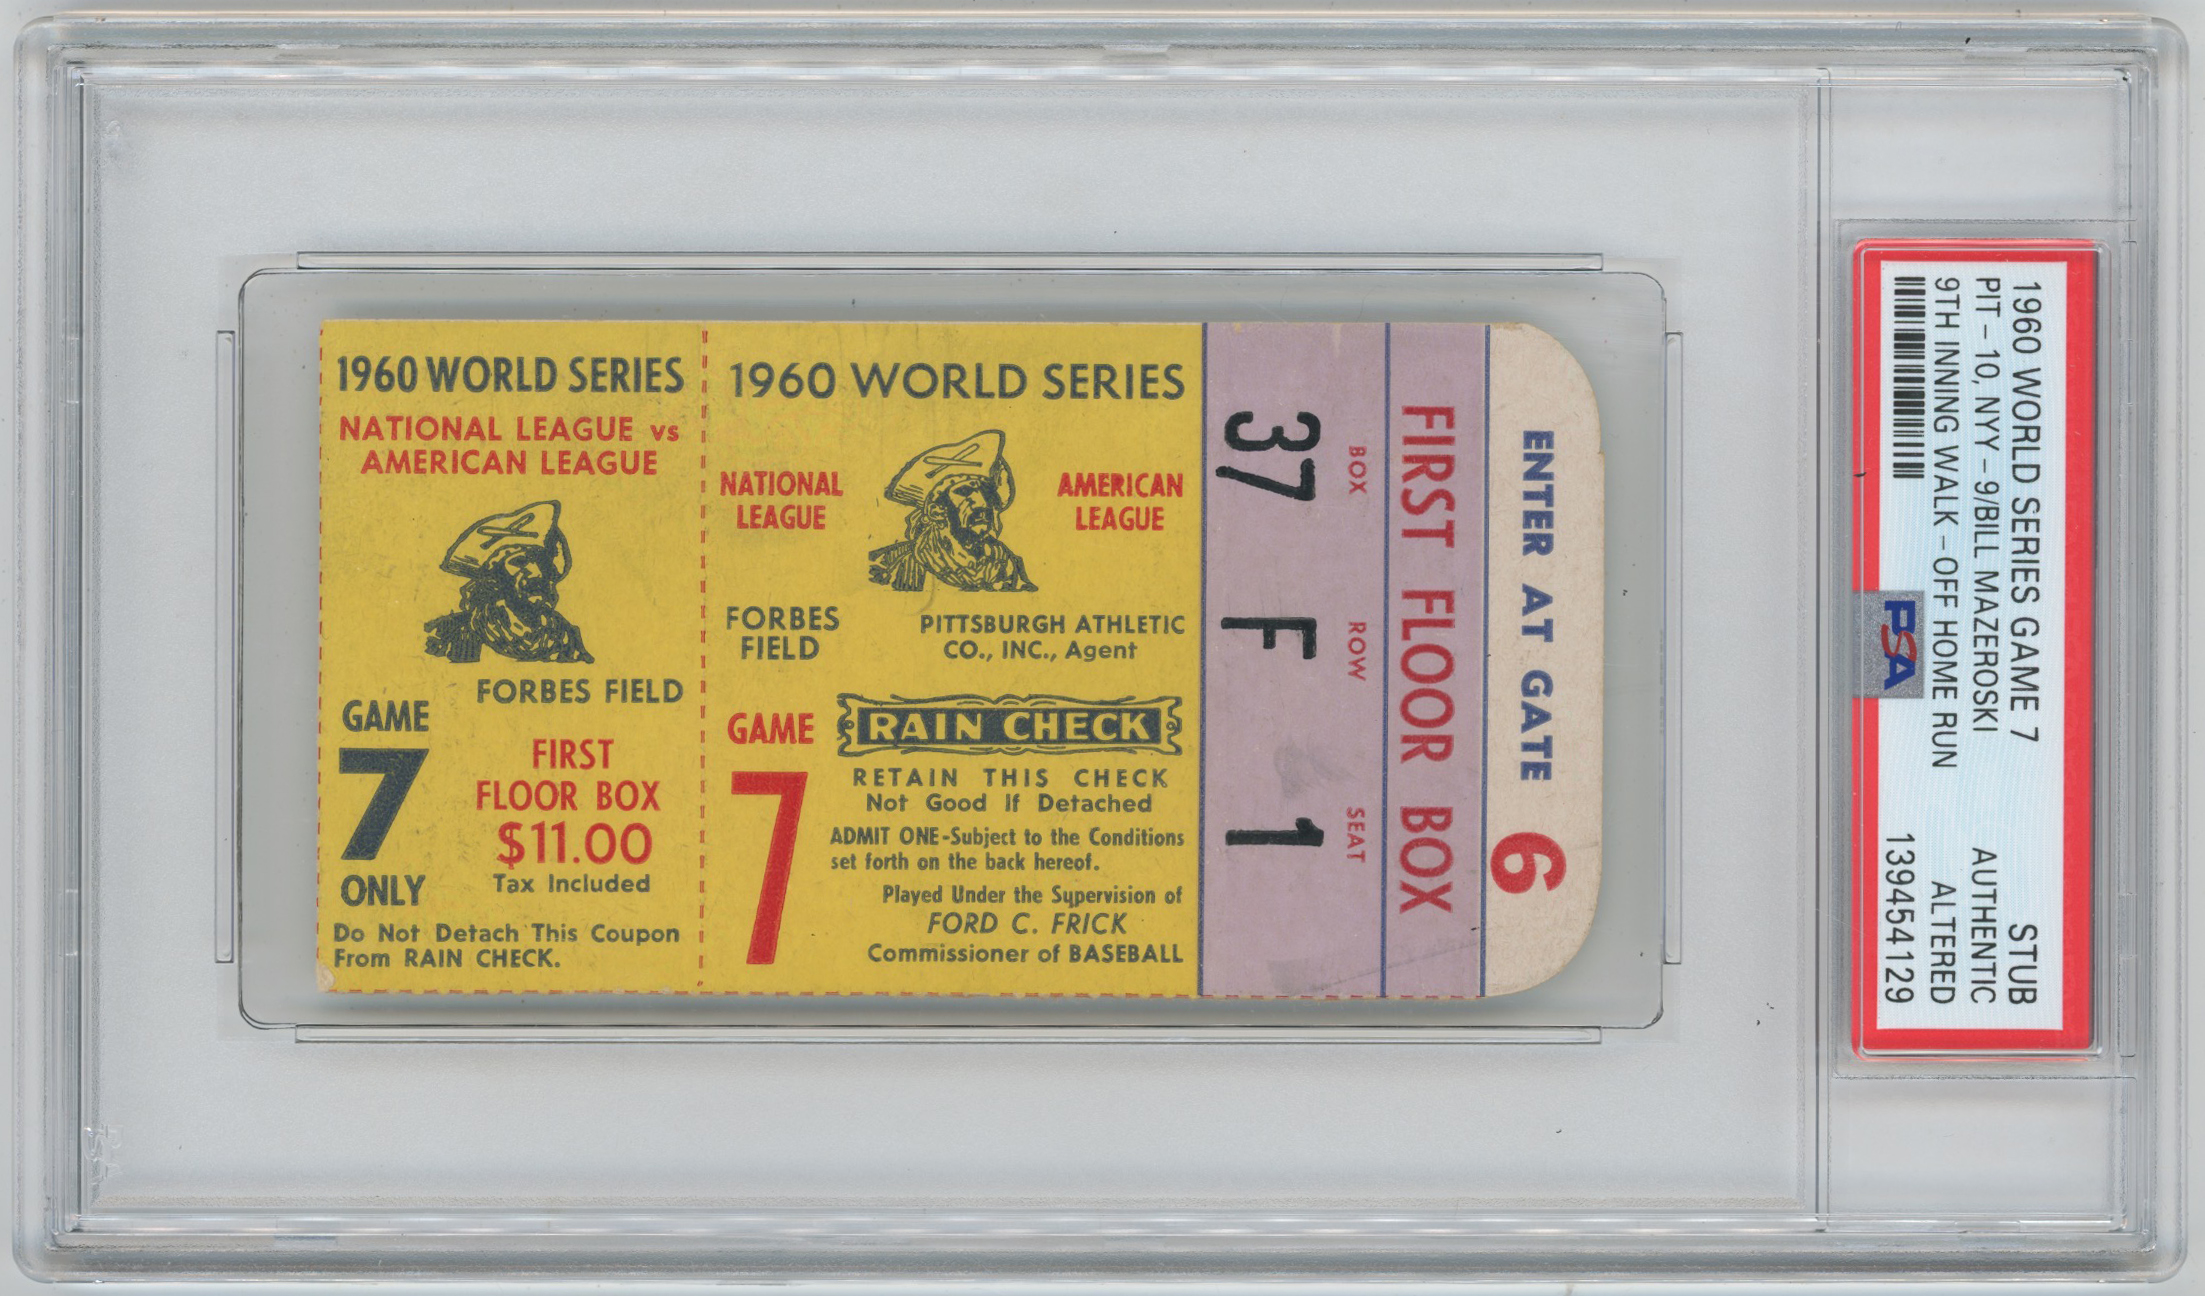 1960 WORLD SERIES
NATIONAL LEAGUE vs
AMERICAN LEAGUE
FORBES FIELD
GAME
7
ONLY
FIRST
FLOOR BOX
$11.00
Tax Included
Do Not Detach This Coupon
From RAIN CHECK.
1960 WORLD SERIES
NATIONAL
LEAGUE
AMERICAN
LEAGUE
FORBES
FIELD
PITTSBURGH ATHLETIC
CO., INC., Agent
GAME
7
RAIN CHECK
RETAIN THIS CHECK
Not Good If Detached
ADMIT ONE-Subject to the Conditions
set forth on the back hereof.
Played Under the Supervision of
FORD C. FRICK
Commissioner of BASEBALL
37 F 1
BOX ROW SEAT
FIRST FLOOR BOX
ENTER AT GATE 6
1960 WORLD SERIES GAME 7 STUB
PIT-10, NYY-9/BILL MAZEROSKI AUTHENTIC
9TH INNING WALK-OFF HOME RUN ALTERED
PSA 139454129